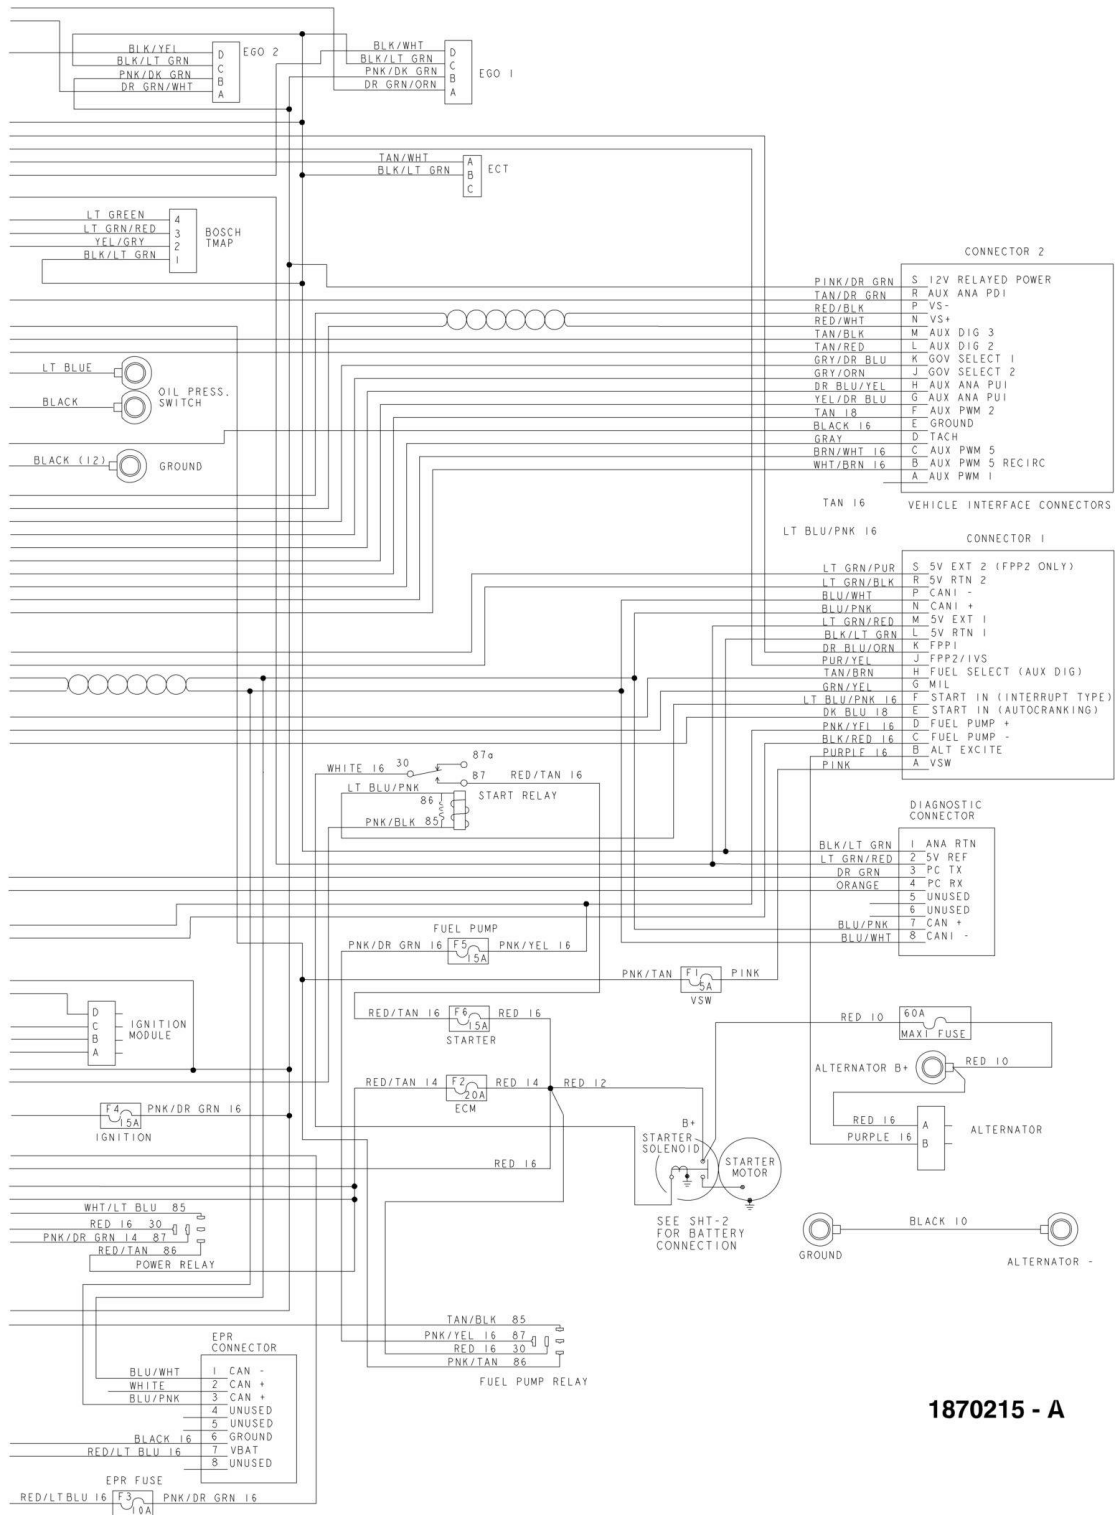 BLK/YEL D EGO 2
BLK/LT GRN C
PNK/DK GRN B
DR GRN/WHT A
BLK/WHT D
BLK/LT GRN C EGO 1
PNK/DK GRN B
DR GRN/ORN A
TAN/WHT A ECT
BLK/LT GRN B
C
LT GREEN 4
LT GRN/RED 3 BOSCH
YEL/GRY 2 TMAP
BLK/LT GRN 1
CONNECTOR 2
PINK/DR GRN S 12V RELAYED POWER
TAN/DR GRN R AUX ANA PD1
RED/BLK P VS-
RED/WHT N VS+
TAN/BLK M AUX DIG 3
TAN/RED L AUX DIG 2
GRY/DR BLU K GOV SELECT 1
GRY/ORN J GOV SELECT 2
DR BLU/YEL H AUX ANA PU1
YEL/DR BLU G AUX ANA PU1
TAN 18 F AUX PWM 2
BLACK 16 E GROUND
GRAY D TACH
BRN/WHT 16 C AUX PWM 5
WHT/BRN 16 B AUX PWM 5 RECIRC
A AUX PWM 1
TAN 16
VEHICLE INTERFACE CONNECTORS
LT BLU/PNK 16
LT BLUE
OIL PRESS.
SWITCH
BLACK
BLACK (12) GROUND
CONNECTOR 1
LT GRN/PUR S 5V EXT 2 (FPP2 ONLY)
LT GRN/BLK R 5V RTN 2
BLU/WHT P CAN1 -
BLU/PNK N CAN1 +
LT GRN/RED M 5V EXT 1
BLK/LT GRN L 5V RTN 1
DR BLU/ORN K FPP1
PUR/YEL J FPP2/IVS
TAN/BRN H FUEL SELECT (AUX DIG)
GRN/YEL G MIL
LT BLU/PNK 16 F START IN (INTERRUPT TYPE)
DK BLU 18 E START IN (AUTOCRANKING)
PNK/YEL 16 D FUEL PUMP +
BLK/RED 16 C FUEL PUMP -
PURPLE 16 B ALT EXCITE
PINK A VSW
87a
WHITE 16 30
87 RED/TAN 16
LT BLU/PNK 86 START RELAY
PNK/BLK 85
DIAGNOSTIC
CONNECTOR
BLK/LT GRN 1 ANA RTN
LT GRN/RED 2 5V REF
DR GRN 3 PC TX
ORANGE 4 PC RX
5 UNUSED
6 UNUSED
BLU/PNK 7 CAN +
BLU/WHT 8 CAN1 -
FUEL PUMP
PNK/DR GRN 16 F5 15A PNK/YEL 16
PNK/TAN F1 5A PINK
VSW
RED/TAN 16 F6 15A RED 16
STARTER
RED 10 60A
MAXI FUSE
D
C IGNITION
B MODULE
A
ALTERNATOR B+ RED 10
RED/TAN 14 F2 20A RED 14 RED 12
ECM
F4 15A PNK/DR GRN 16
IGNITION
RED 16 A ALTERNATOR
PURPLE 16 B
B+
STARTER
SOLENOID
STARTER
MOTOR
RED 16
SEE SHT-2
FOR BATTERY
CONNECTION
WHT/LT BLU 85
RED 16 30
PNK/DR GRN 14 87
RED/TAN 86
POWER RELAY
BLACK 10
GROUND
ALTERNATOR -
TAN/BLK 85
PNK/YEL 16 87
RED 16 30
PNK/TAN 86
FUEL PUMP RELAY
EPR
CONNECTOR
BLU/WHT 1 CAN -
WHITE 2 CAN +
BLU/PNK 3 CAN +
4 UNUSED
5 UNUSED
BLACK 16 6 GROUND
RED/LT BLU 16 7 VBAT
8 UNUSED
EPR FUSE
RED/LTBLU 16 F3 10A PNK/DR GRN 16
1870215 - A